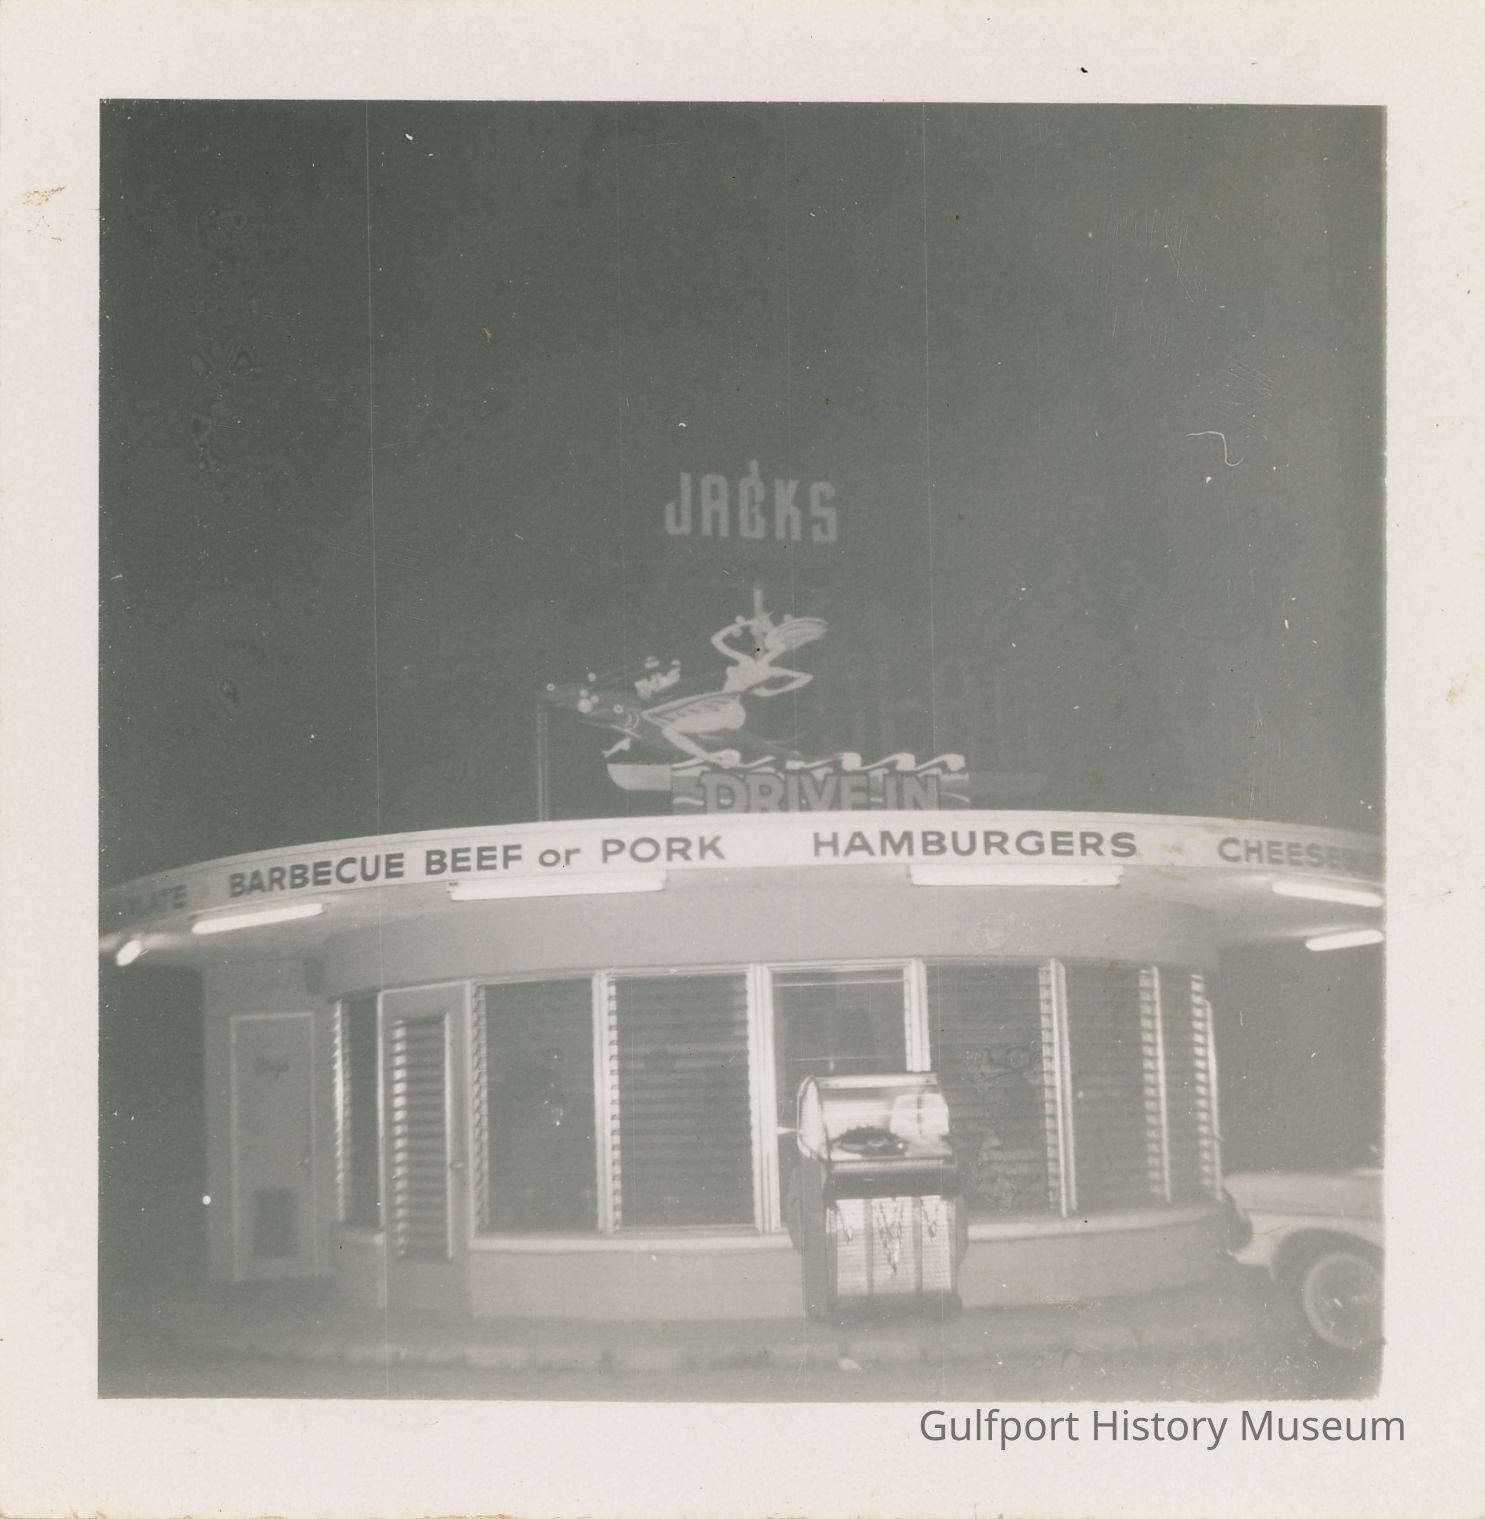 JACKS
DRIVE-IN
BARBECUE BEEF or PORK HAMBURGERS
Gulfport History Museum